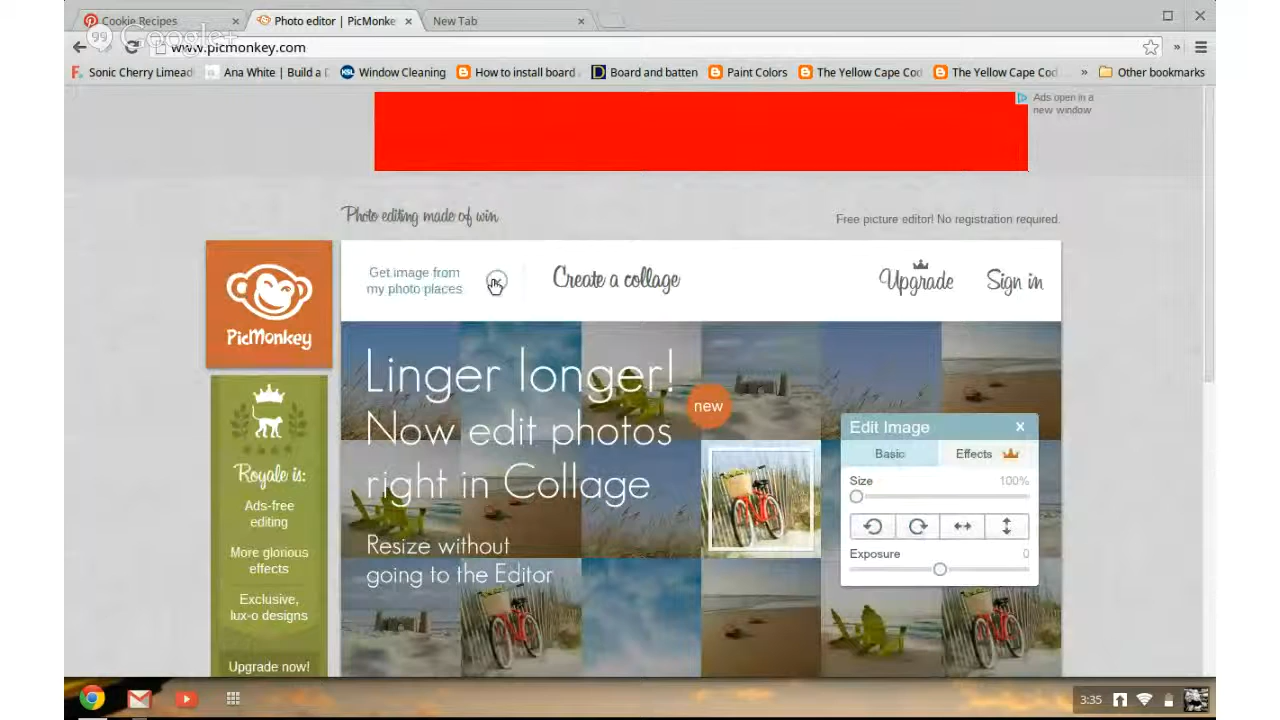 Cookie Recipes
Photo editor | PicMonke
New Tab
Google+
www.picmonkey.com
Sonic Cherry Limead
Ana White | Build a D
Window Cleaning
How to install board
Board and batten
Paint Colors
The Yellow Cape Cod
The Yellow Cape Cod
»
Other bookmarks
Ads open in a
new window
Photo editing made of win
Free picture editor! No registration required.
PicMonkey
Get image from
my photo places
Create a collage
Upgrade
Sign in
Linger longer!
Now edit photos
right in Collage
new
Resize without
going to the Editor
Edit Image
Basic
Effects
Size
100%
Exposure
0
Royale is:
Ads-free
editing
More glorious
effects
Exclusive,
lux-o designs
Upgrade now!
3:35